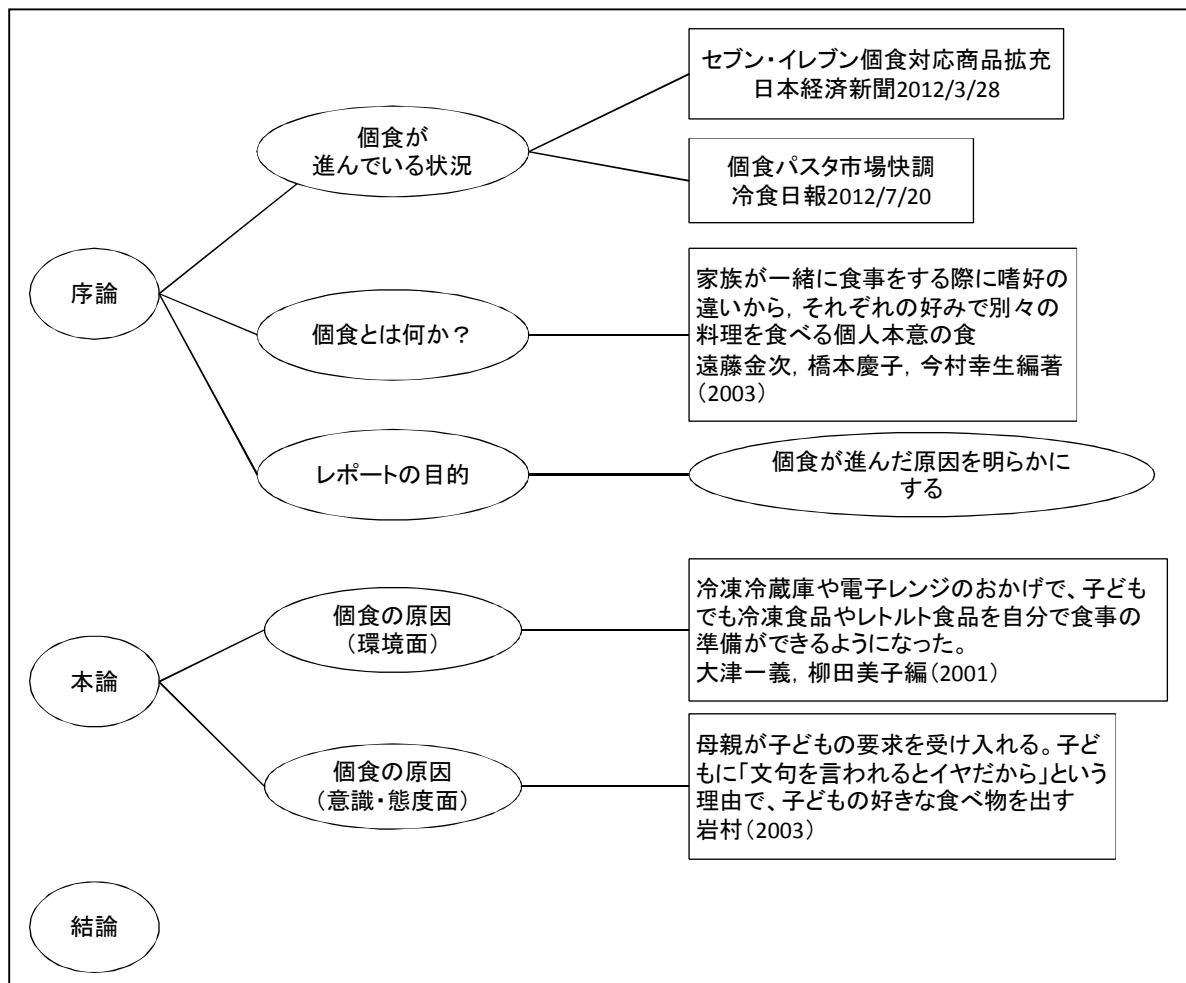 セブン・イレブン個食対応商品拡充
日本経済新聞2012/3/28
個食が
進んでいる状況
個食パスタ市場快調
冷食日報2012/7/20
序論
個食とは何か？
家族が一緒に食事をする際に嗜好の
違いから，それぞれの好みで別々の
料理を食べる個人本意の食
遠藤金次，橋本慶子，今村幸生編著
（2003）
レポートの目的
個食が進んだ原因を明らかに
する
本論
個食の原因
（環境面）
冷凍冷蔵庫や電子レンジのおかげで、子ども
でも冷凍食品やレトルト食品を自分で食事の
準備ができるようになった。
大津一義，柳田美子編（2001）
個食の原因
（意識・態度面）
母親が子どもの要求を受け入れる。子ど
もに「文句を言われるとイヤだから」という
理由で、子どもの好きな食べ物を出す
岩村（2003）
結論